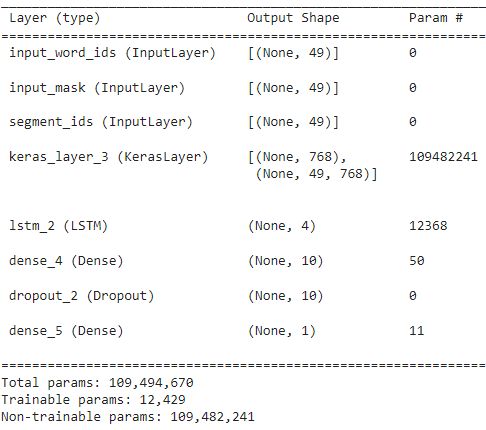 Layer (type) Output Shape Param #
input_word_ids (InputLayer) [(None, 49)] 0
input_mask (InputLayer) [(None, 49)] 0
segment_ids (InputLayer) [(None, 49)] 0
keras_layer_3 (KerasLayer) [(None, 768), 109482241
(None, 49, 768)]
lstm_2 (LSTM) (None, 4) 12368
dense_4 (Dense) (None, 10) 50
dropout_2 (Dropout) (None, 10) 0
dense_5 (Dense) (None, 1) 11
Total params: 109,494,670
Trainable params: 12,429
Non-trainable params: 109,482,241